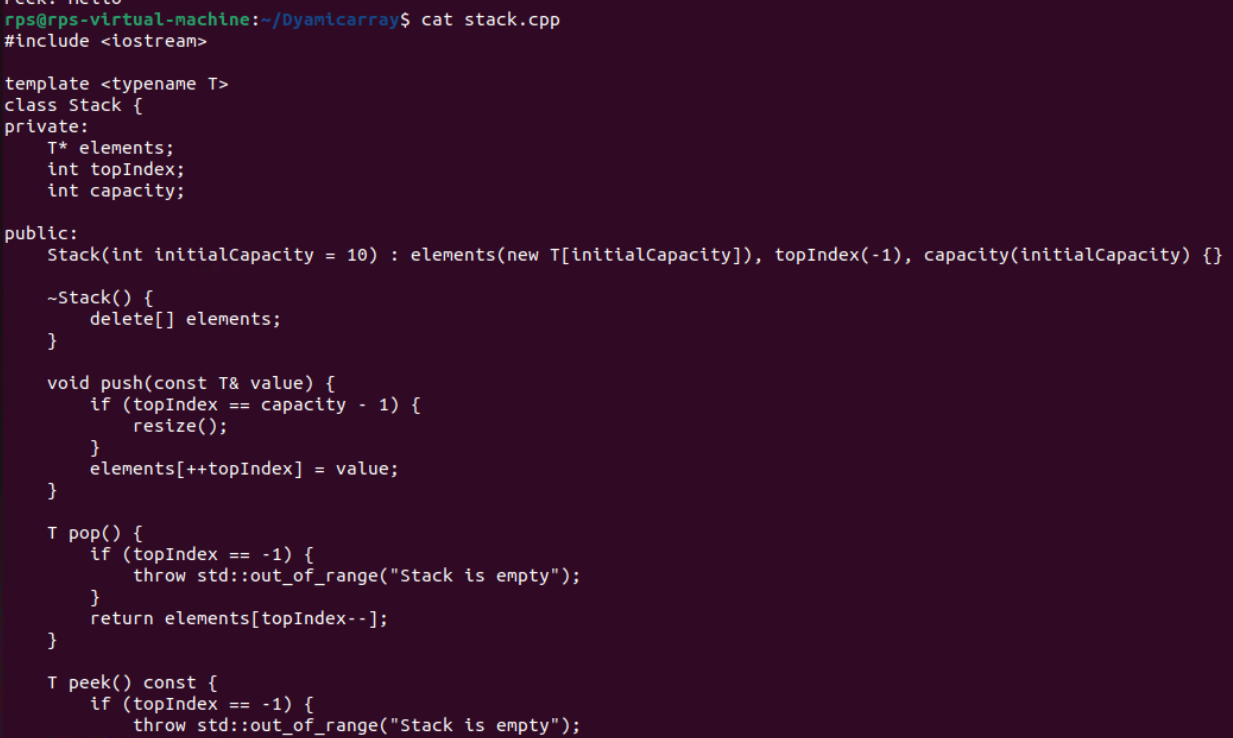 rps@rps-virtual-machine:~/Dyamicarray$ cat stack.cpp
#include <iostream>

template <typename T>
class Stack {
private:
    T* elements;
    int topIndex;
    int capacity;

public:
    Stack(int initialCapacity = 10) : elements(new T[initialCapacity]), topIndex(-1), capacity(initialCapacity) {}

    ~Stack() {
        delete[] elements;
    }

    void push(const T& value) {
        if (topIndex == capacity - 1) {
            resize();
        }
        elements[++topIndex] = value;
    }

    T pop() {
        if (topIndex == -1) {
            throw std::out_of_range("Stack is empty");
        }
        return elements[topIndex--];
    }

    T peek() const {
        if (topIndex == -1) {
            throw std::out_of_range("Stack is empty");